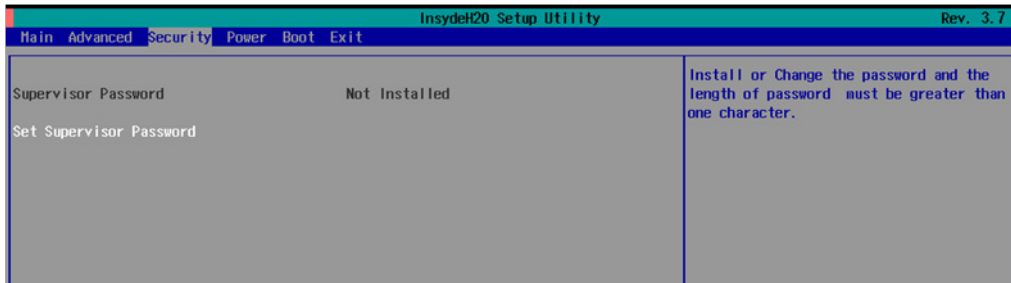 InsydeH20 Setup Utility Rev. 3.7
Main Advanced Security Power Boot Exit
Supervisor Password Not Installed
Set Supervisor Password
Install or Change the password and the
length of password must be greater than
one character.